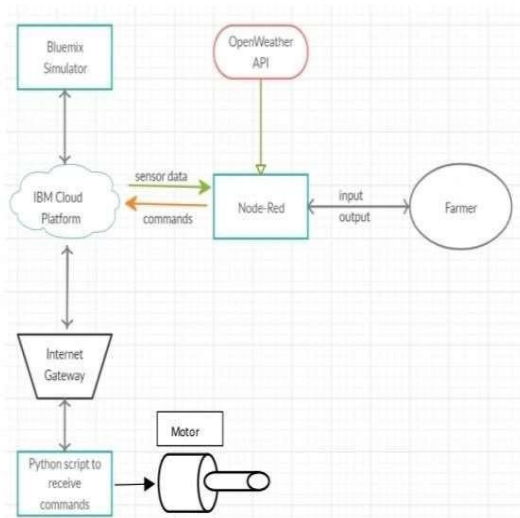 Bluemix
Simulator
OpenWeather
API
sensor data
IBM Cloud
Platform
commands
Node-Red
input
output
Farmer
Internet
Gateway
Motor
Python script to
receive
commands